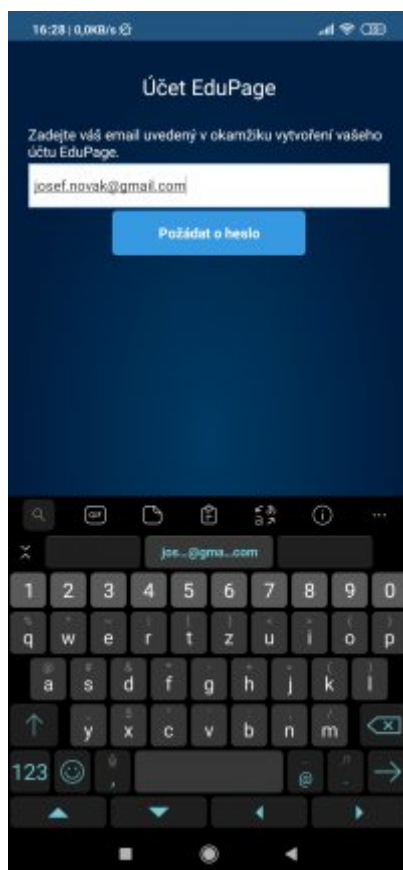 16:28 | 0,0KB/s
Účet EduPage
Zadejte váš email uvedený v okamžiku vytvoření vašeho
účtu EduPage.
josef.novak@gmail.com
Požádat o heslo
GIF
jos...@gma...com
1 2 3 4 5 6 7 8 9 0
q w e r t z u i o p
a s d f g h j k l
y x c v b n m
123 , @ .